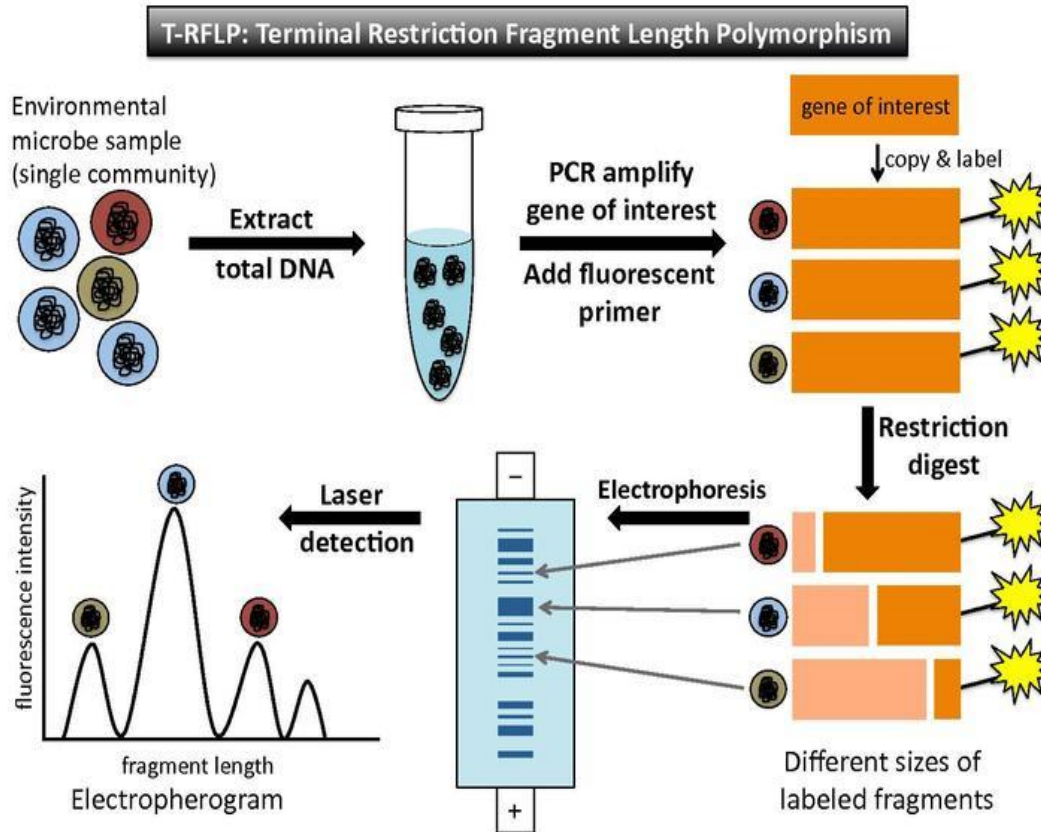 T-RFLP: Terminal Restriction Fragment Length Polymorphism
Environmental
microbe sample
(single community)
Extract
total DNA
PCR amplify
gene of interest
Add fluorescent
primer
gene of interest
copy & label
Restriction
digest
Different sizes of
labeled fragments
Electrophoresis
−
+
Laser
detection
fluorescence intensity
fragment length
Electropherogram